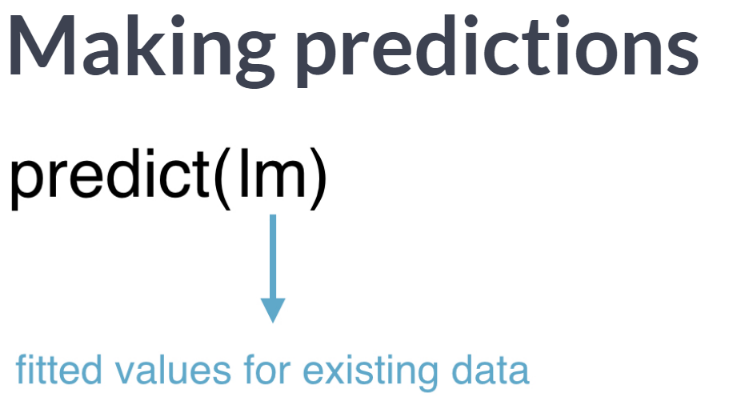 Making predictions
predict(lm)
fitted values for existing data